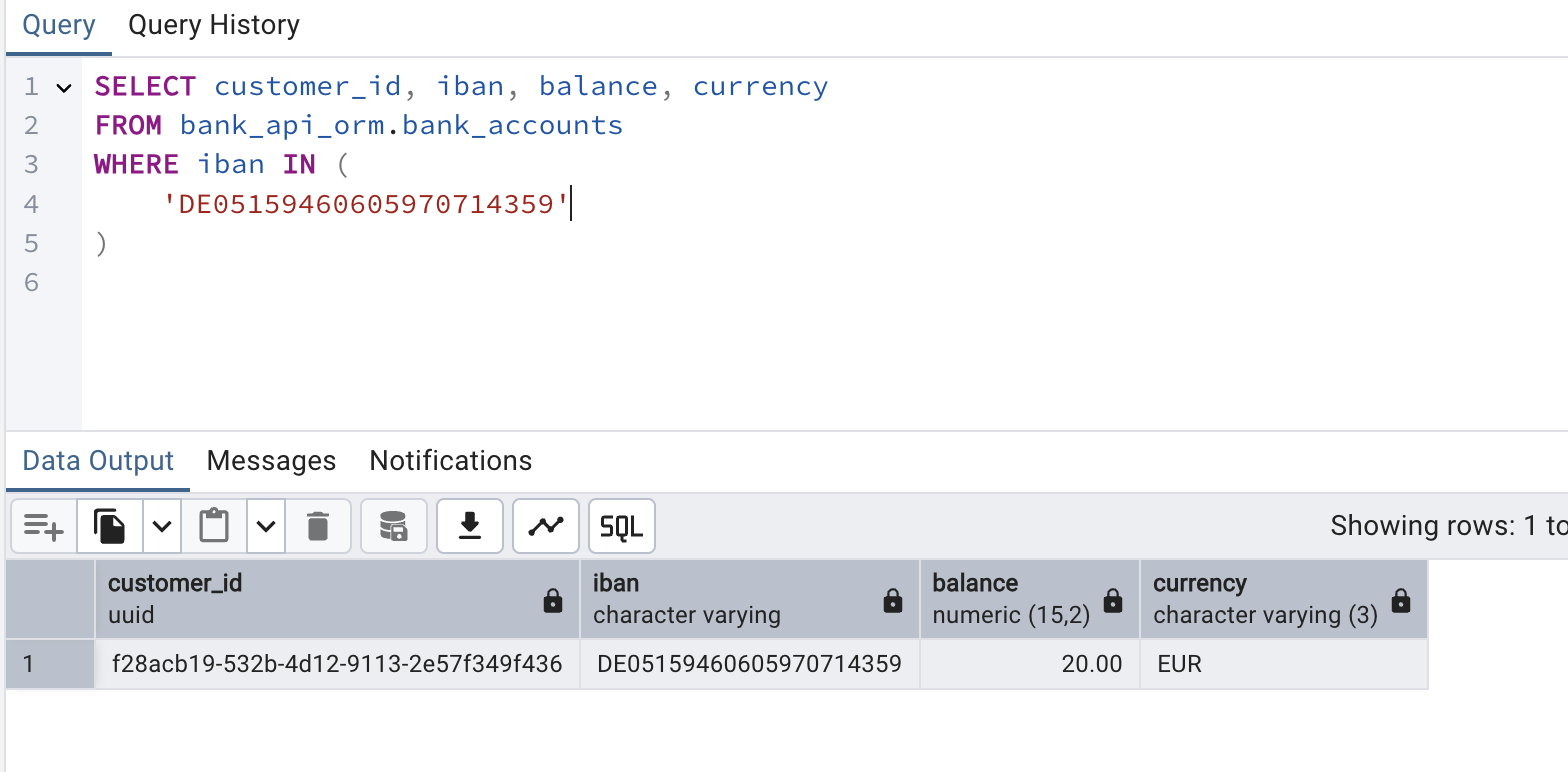 Query Query History
1 SELECT customer_id, iban, balance, currency
2 FROM bank_api_orm.bank_accounts
3 WHERE iban IN (
4 'DE05159460605970714359'
5 )
6
Data Output Messages Notifications
SQL Showing rows: 1 to
customer_id iban balance currency
uuid character varying numeric (15,2) character varying (3)
1 f28acb19-532b-4d12-9113-2e57f349f436 DE05159460605970714359 20.00 EUR